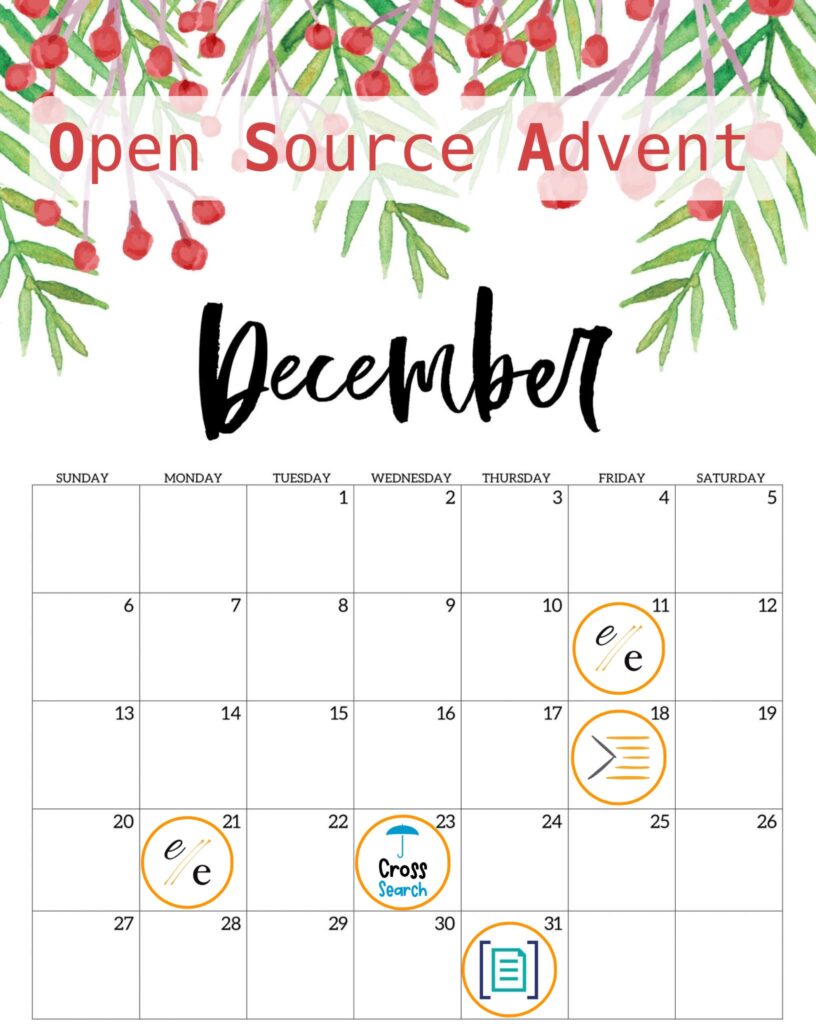 Open Source Advent
December
SUNDAY MONDAY TUESDAY WEDNESDAY THURSDAY FRIDAY SATURDAY
1 2 3 4 5
6 7 8 9 10 11 12
e/e
13 14 15 16 17 18 19
20 21 22 23 24 25 26
e/e
Cross
Search
27 28 29 30 31